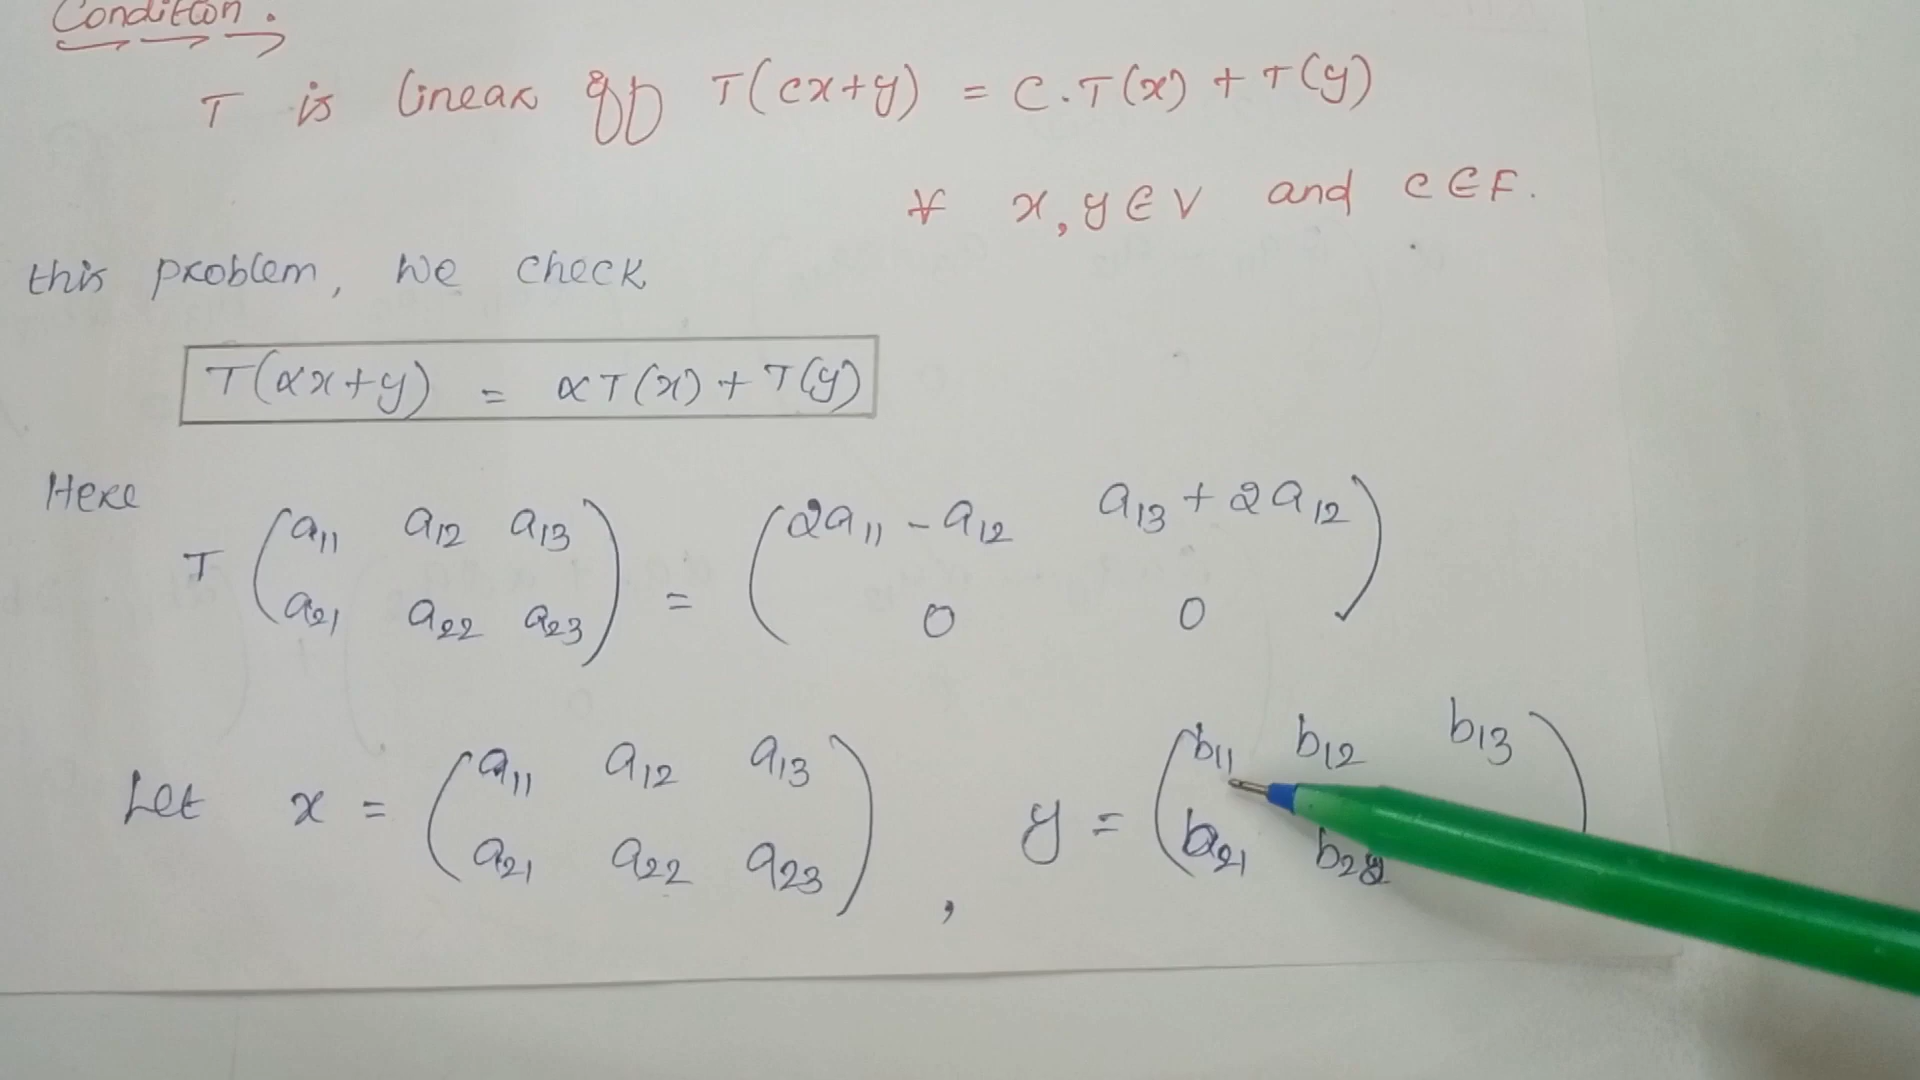 Condition.
T is linear iff T(cx+y) = C.T(x) + T(y)
∀ x, y ∈ V and c ∈ F.
this problem, we check
T(αx+y) = αT(x) + T(y)
Here
T ( a11 a12 a13 ) = ( 2a11 - a12 a13 + 2a12 )
( a21 a22 a23 ) ( 0 0 )
Let x = ( a11 a12 a13 ) , y = ( b11 b12 b13 )
( a21 a22 a23 ) ( b21 b22